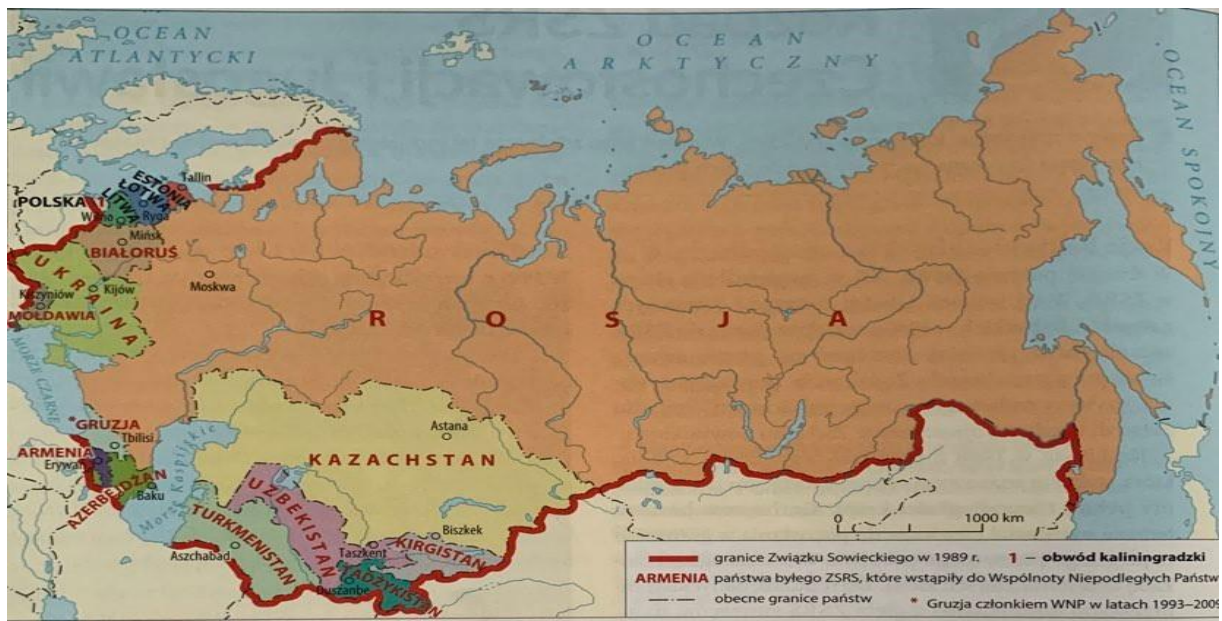 OCEAN
ATLANTYCKI
OCEAN
ARKTYCZNY
OCEAN SPOKOJNY
Tallin
ESTONIA
ŁOTWA
LITWA
POLSKA
1
Wilno
Ryga
Mińsk
BIAŁORUŚ
UKRAINA
Kijów
Moskwa
Kiszyniów
MOŁDAWIA
ROSJA
MORZE CZARNE
* GRUZJA
Tbilisi
ARMENIA
Erywań
AZERBEJDŻAN
Baku
Morze Kaspijskie
Astana
KAZACHSTAN
UZBEKISTAN
TURKMENISTAN
Aszchabad
Taszkent
Biszkek
KIRGISTAN
TADŻYKISTAN
Duszanbe
0 1000 km
granice Związku Sowieckiego w 1989 r. 1 – obwód kaliningradzki
ARMENIA państwa byłego ZSRS, które wstąpiły do Wspólnoty Niepodległych Państw
obecne granice państw * Gruzja członkiem WNP w latach 1993–2009